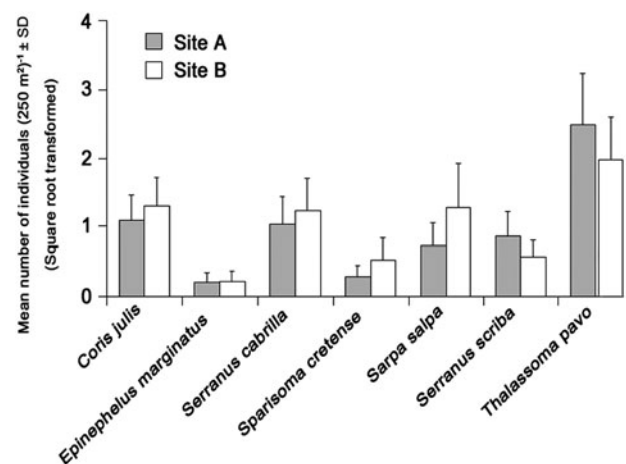 Mean number of individuals (250 m²)⁻¹ ± SD
(Square root transformed)
4
3
2
1
0
Site A
Site B
Coris julis
Epinephelus marginatus
Serranus cabrilla
Sparisoma cretense
Sarpa salpa
Serranus scriba
Thalassoma pavo